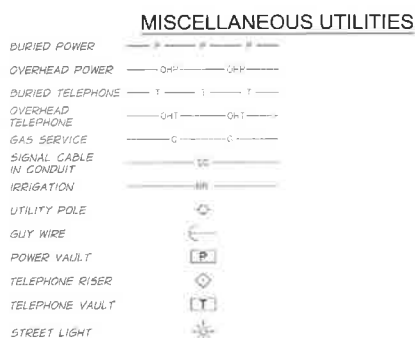 MISCELLANEOUS UTILITIES
BURIED POWER P P P
OVERHEAD POWER OHP OHP
BURIED TELEPHONE T T T
OVERHEAD
TELEPHONE OHT OHT
GAS SERVICE G G
SIGNAL CABLE
IN CONDUIT SC
IRRIGATION IRR
UTILITY POLE
GUY WIRE
POWER VAULT P
TELEPHONE RISER
TELEPHONE VAULT T
STREET LIGHT